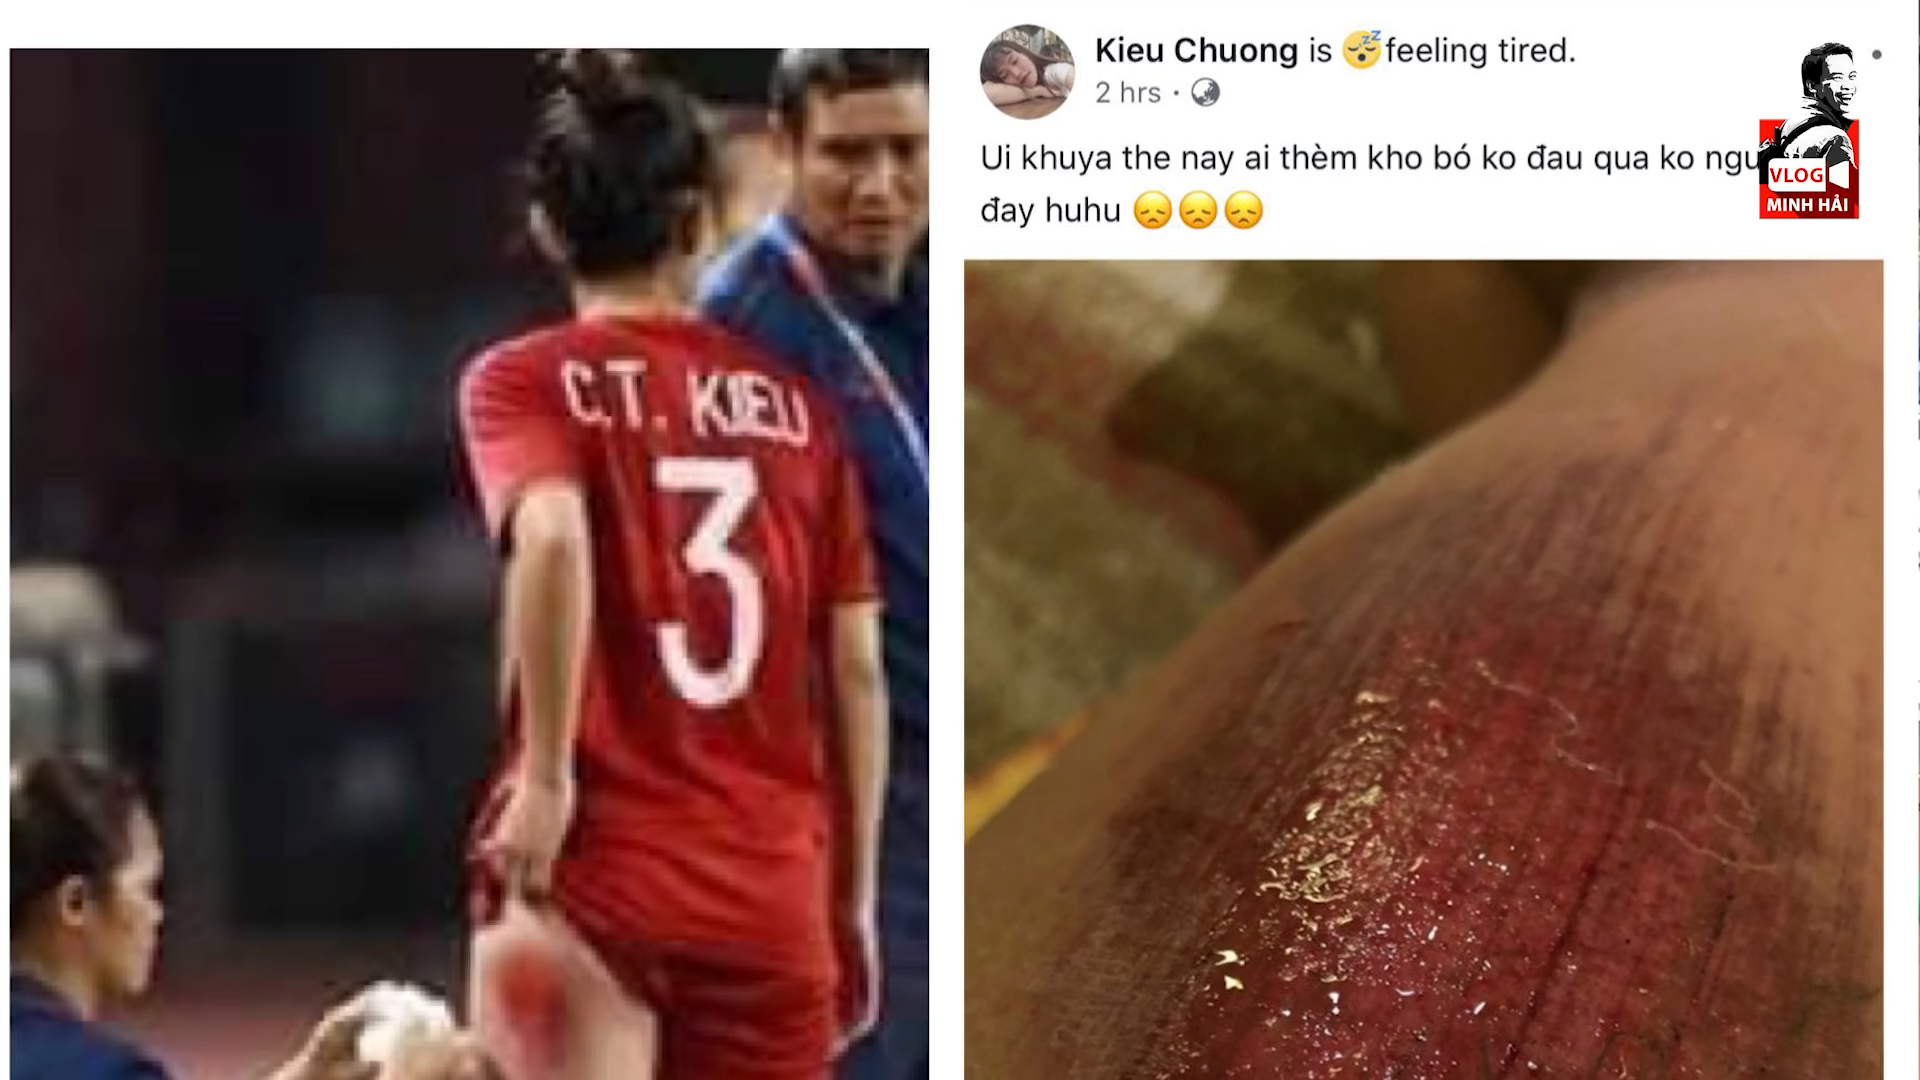 C.T. KIEU
3
Kieu Chuong is 😴feeling tired.
2 hrs ·
Ui khuya the nay ai thèm kho bó ko đau qua ko
đay huhu 😞😞😞
VLOG
MINH HẢI